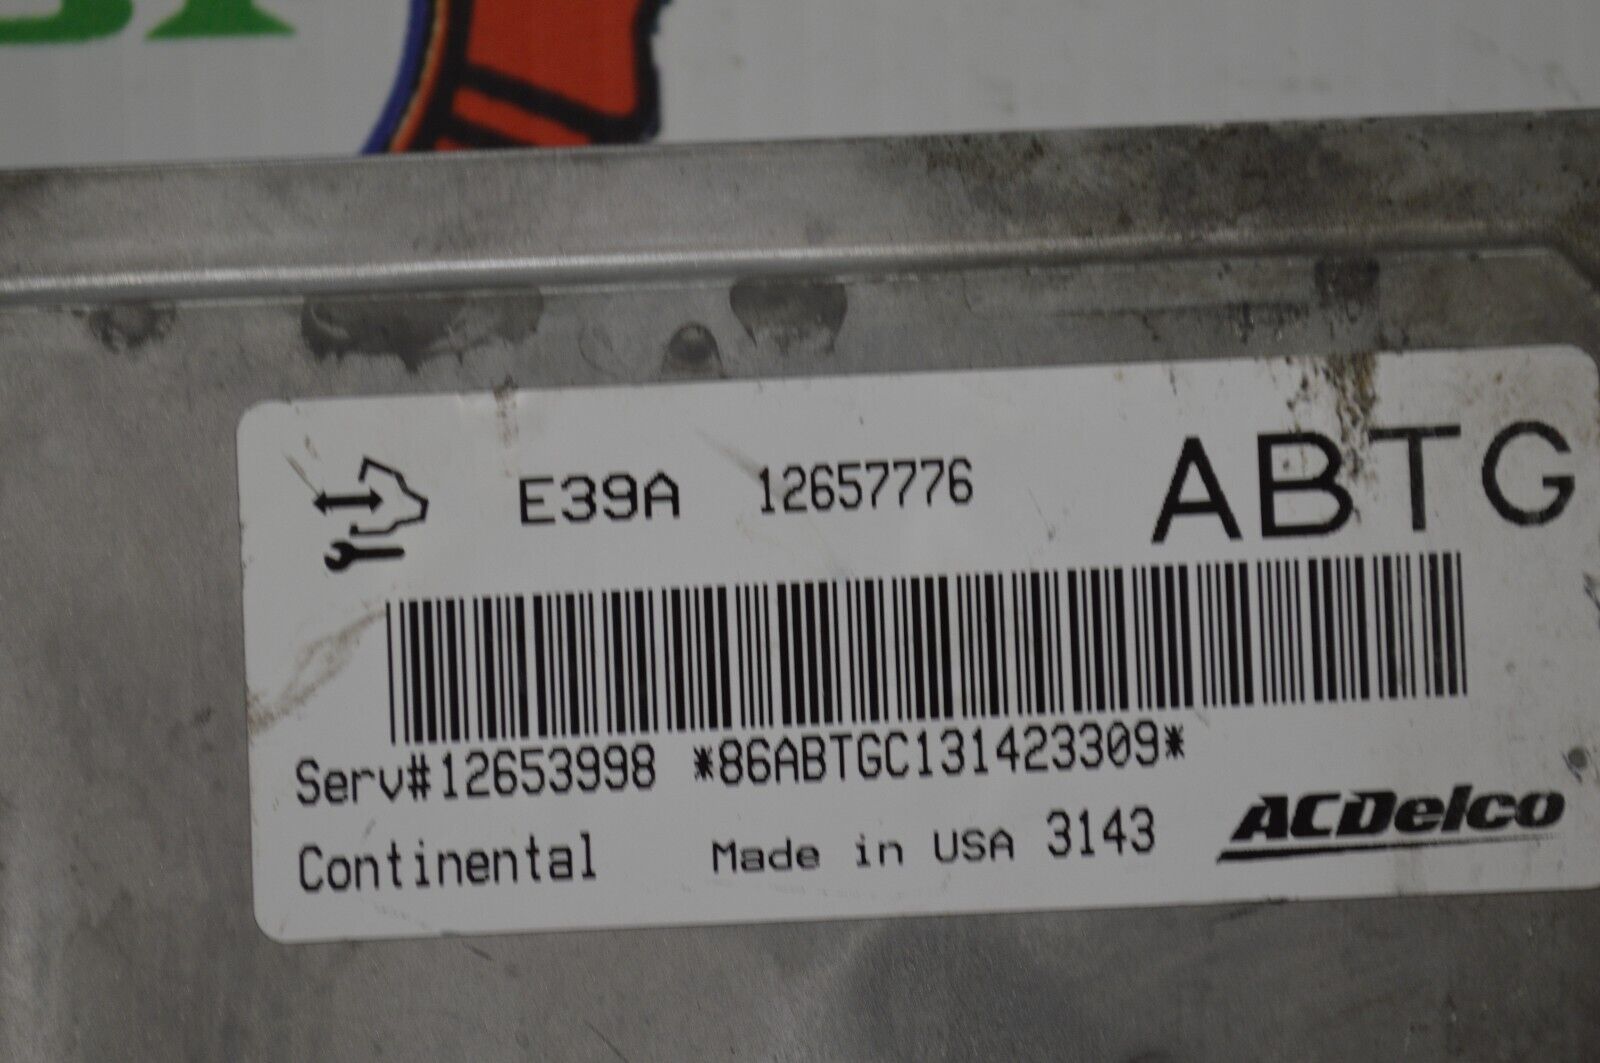 E39A 12657776 ABTG
Serv#12653998 *86ABTGC131423309*
Continental Made in USA 3143 ACDelco